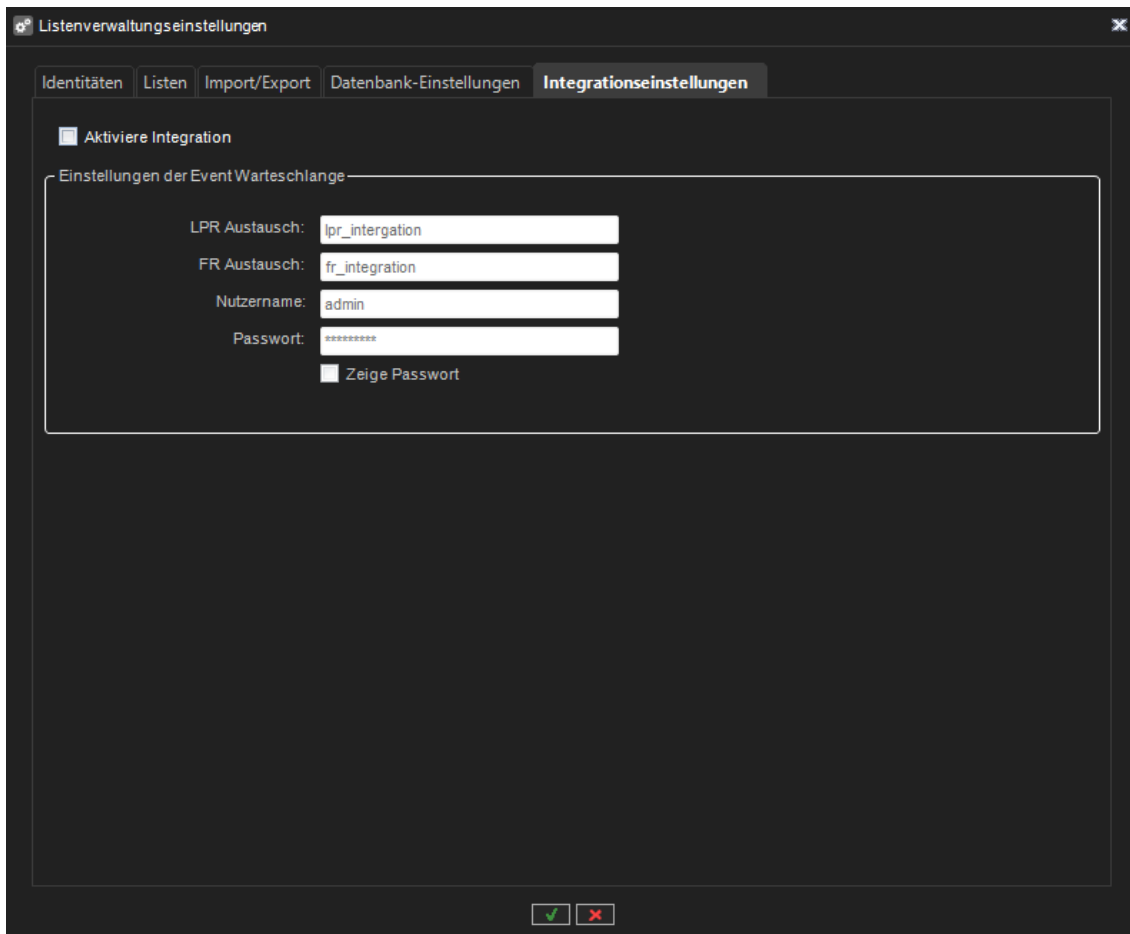 Listenverwaltungseinstellungen
Identitäten Listen Import/Export Datenbank-Einstellungen Integrationseinstellungen
Aktiviere Integration
Einstellungen der Event Warteschlange
LPR Austausch: lpr_intergation
FR Austausch: fr_integration
Nutzername: admin
Passwort: *********
Zeige Passwort